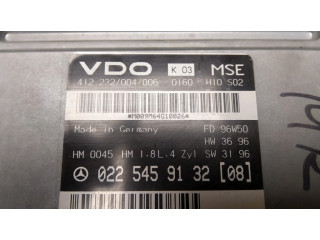 VDO K 03 MSE
412.232/004/006 0160 H10 S02
*M009M64G10026*
Made in Germany FD 96W50
HW 36 96
HM 0045 HM 1.8L.4 Zyl SW 31 96
022 545 91 32 [08]